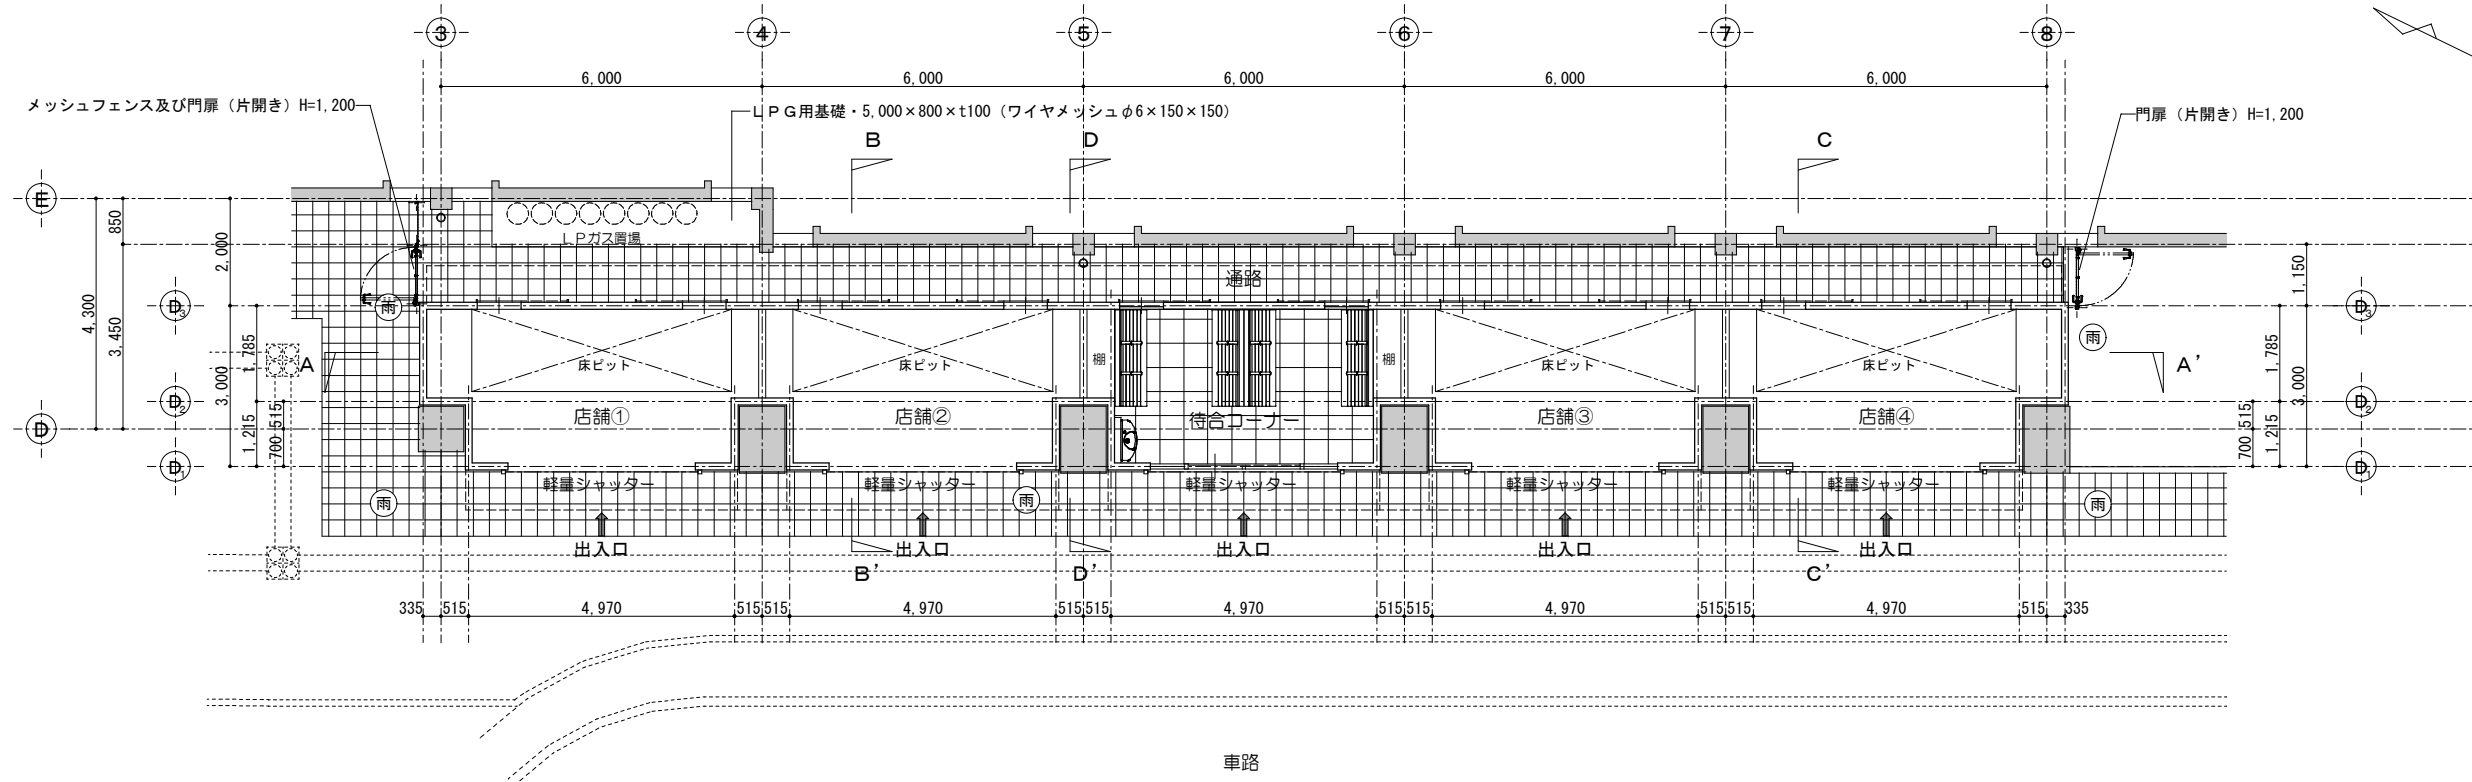 3 4 5 6 7 8
6,000 6,000 6,000 6,000 6,000
メッシュフェンス及び門扉（片開き）H=1,200
LPG用基礎・5,000×800×t100（ワイヤメッシュφ6×150×150）
門扉（片開き）H=1,200
B D C
E
850
2,000
LPガス置場
通路
1,150
4,300
3,450
D3 雨 D3
雨
1,785
3,000
A
床ピット 床ピット 棚 棚 床ピット 床ピット
A'
1,785
3,000
D2 D2
515
1,215
700
店舗① 店舗② 待合コーナー 店舗③ 店舗④
515
1,215
700
D
D1 D1
軽量シャッター 軽量シャッター 軽量シャッター 軽量シャッター 軽量シャッター
雨 雨 雨
出入口 出入口 出入口 出入口 出入口
B' D' C'
335 515 4,970 515 515 4,970 515 515 4,970 515 515 4,970 515 515 4,970 515 335
車路